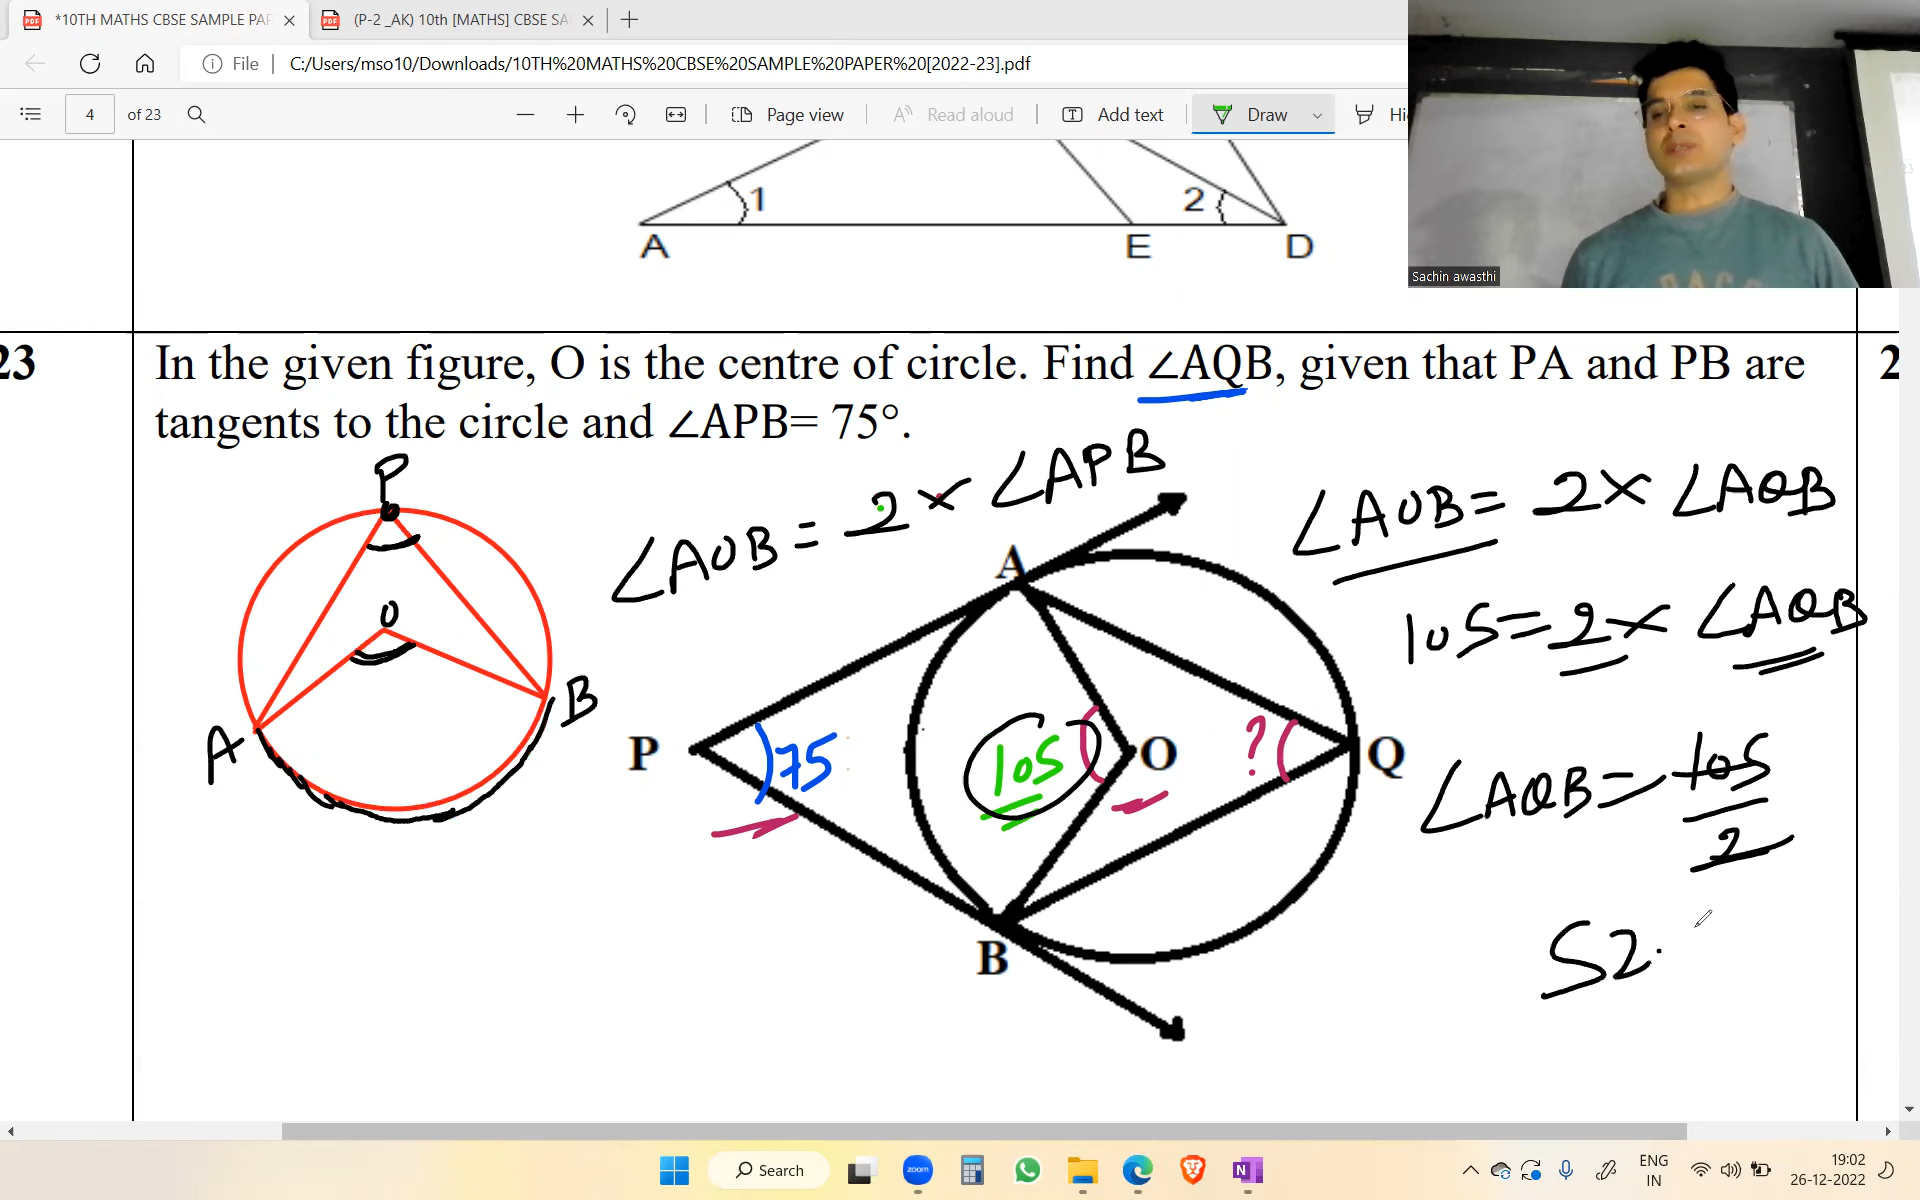 *10TH MATHS CBSE SAMPLE PAP
(P-2 _AK) 10th [MATHS] CBSE SA
File
C:/Users/mso10/Downloads/10TH%20MATHS%20CBSE%20SAMPLE%20PAPER%20[2022-23].pdf
4 of 23
Page view
Read aloud
Add text
Draw
Hi
Sachin awasthi
1
2
A
E
D
23
In the given figure, O is the centre of circle. Find ∠AQB, given that PA and PB are
2
tangents to the circle and ∠APB= 75°.
P
O
A
B
∠AOB = 2 × ∠APB
A
P
75
105
O
?
Q
B
∠AOB = 2 × ∠AQB
105 = 2 × ∠AQB
∠AQB = 105
2
52.
Search
zoom
N
ENG
IN
19:02
26-12-2022